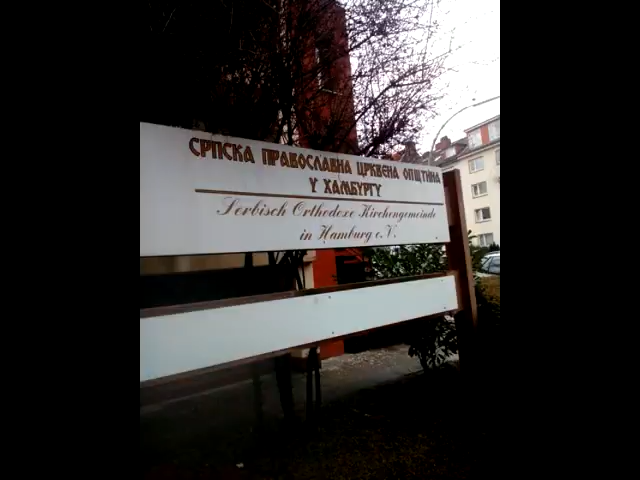 СРПСКА ПРАВОСЛАВНА ЦРКВЕНА ОПШТИНА
У ХАМБУРГУ
Serbisch Orthodoxe Kirchengemeinde
in Hamburg e.V.